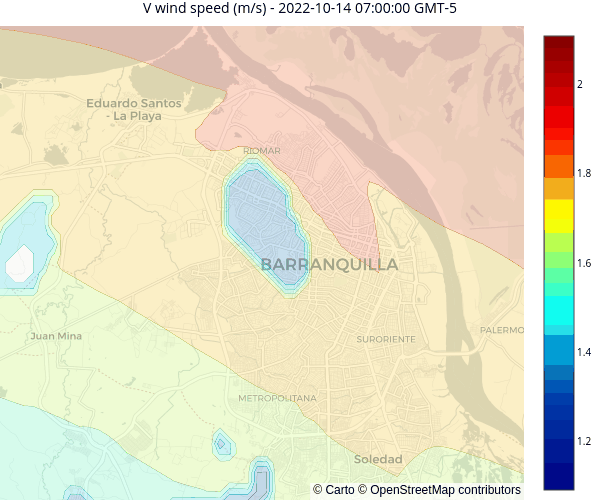 V wind speed (m/s) - 2022-10-14 07:00:00 GMT-5
Eduardo Santos
- La Playa
RIOMAR
BARRANQUILLA
Juan Mina
SURORIENTE
PALERMO
METROPOLITANA
Soledad
© Carto © OpenStreetMap contributors
2
1.8
1.6
1.4
1.2